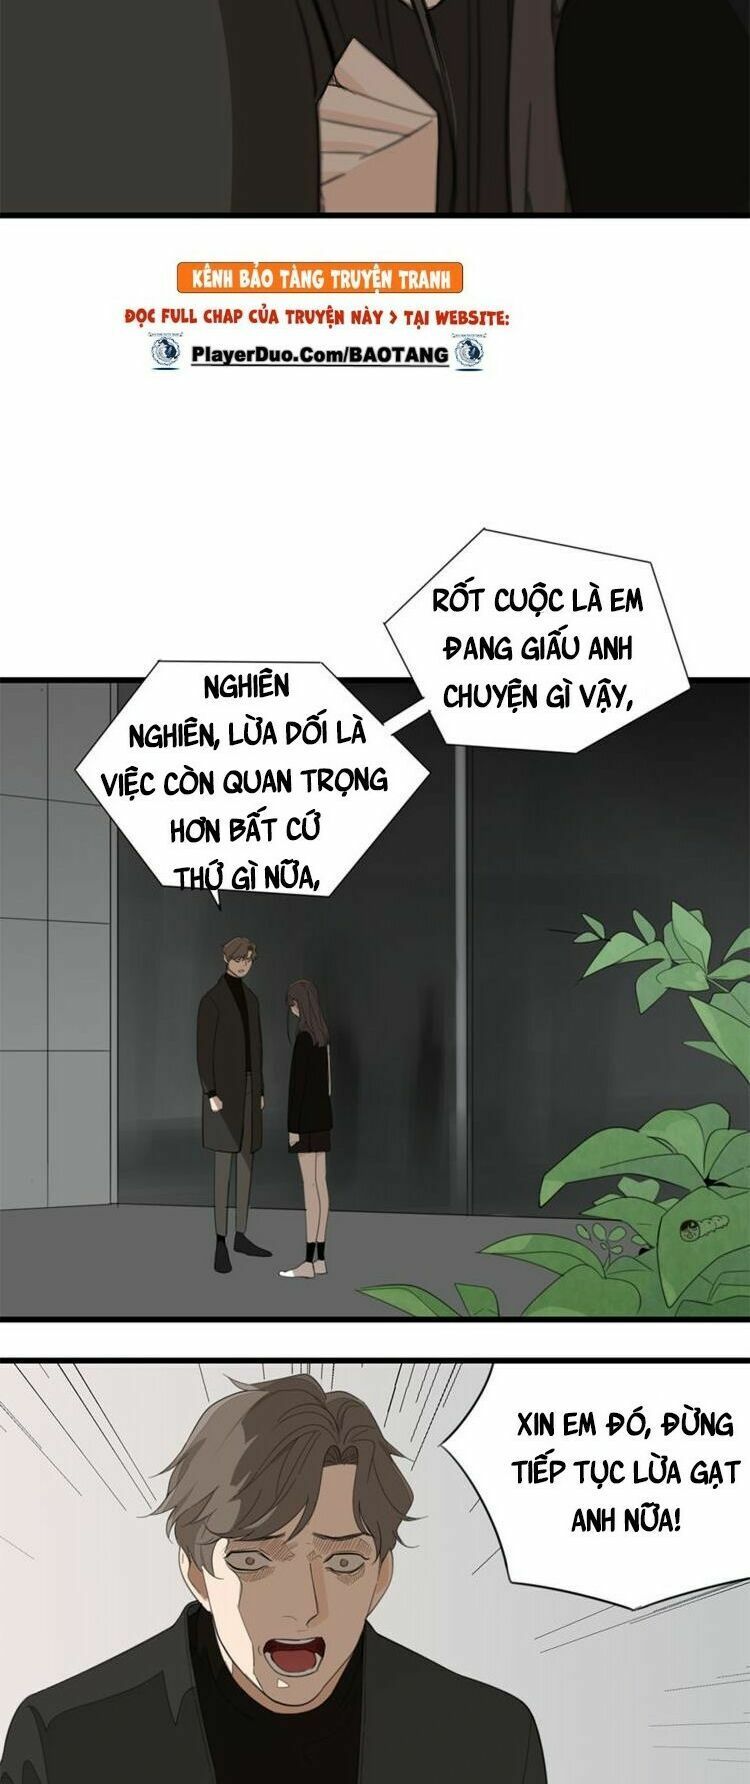 KÊNH BẢO TÀNG TRUYỆN TRANH
ĐỌC FULL CHAP CỦA TRUYỆN NÀY > TẠI WEBSITE:
PlayerDuo.Com/BAOTANG
RỐT CUỘC LÀ EM
ĐANG GIẤU ANH
CHUYỆN GÌ VẬY,
NGHIÊN
NGHIÊN, LỪA DỐI LÀ
VIỆC CÒN QUAN TRỌNG
HƠN BẤT CỨ
THỨ GÌ NỮA,
XIN EM ĐÓ, ĐỪNG
TIẾP TỤC LỪA GẠT
ANH NỮA!